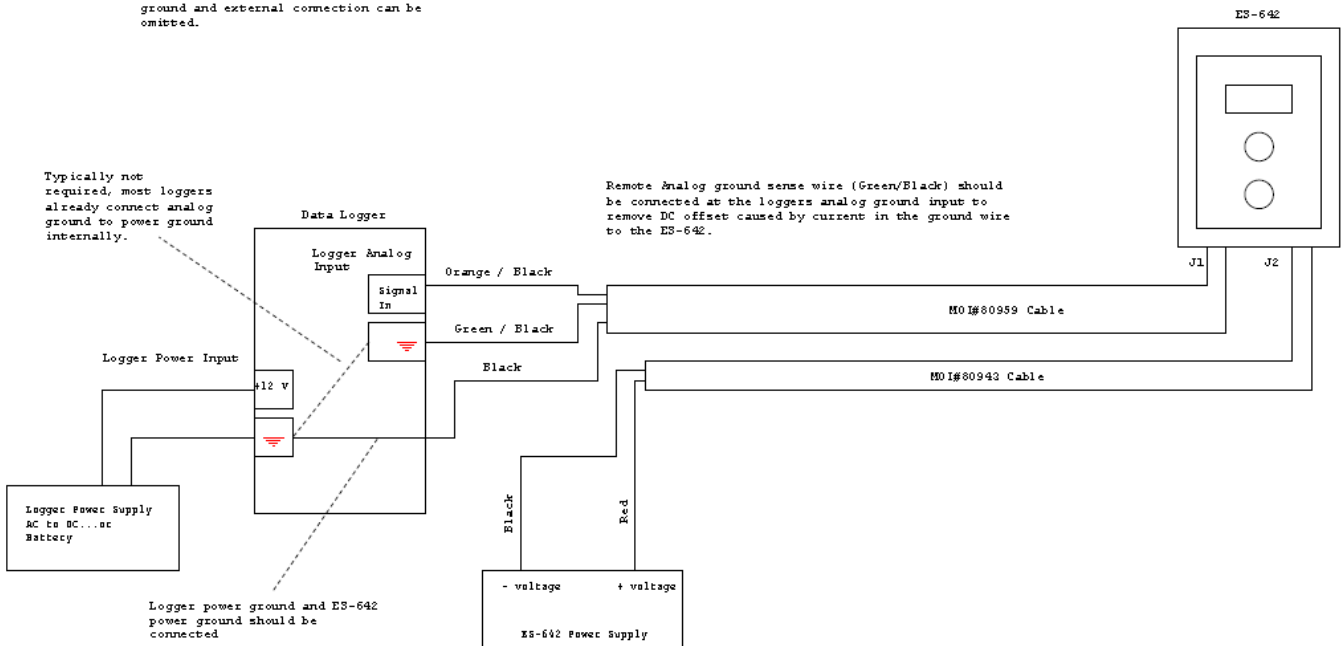 ground and external connection can be
omitted.
ES-642
Typically not
required, most loggers
already connect analog
ground to power ground
internally.
Remote Analog ground sense wire (Green/Black) should
be connected at the loggers analog ground input to
remove DC offset caused by current in the ground wire
to the ES-642.
Data Logger
Logger Analog
Input
Signal
In
Orange / Black
J1
J2
MOI#80959 Cable
Green / Black
Logger Power Input
Black
+12 V
MOI#80943 Cable
Black
Red
Logger Power Supply
AC to DC...or
Battery
- voltage
+ voltage
Logger power ground and ES-642
power ground should be
connected
ES-642 Power Supply